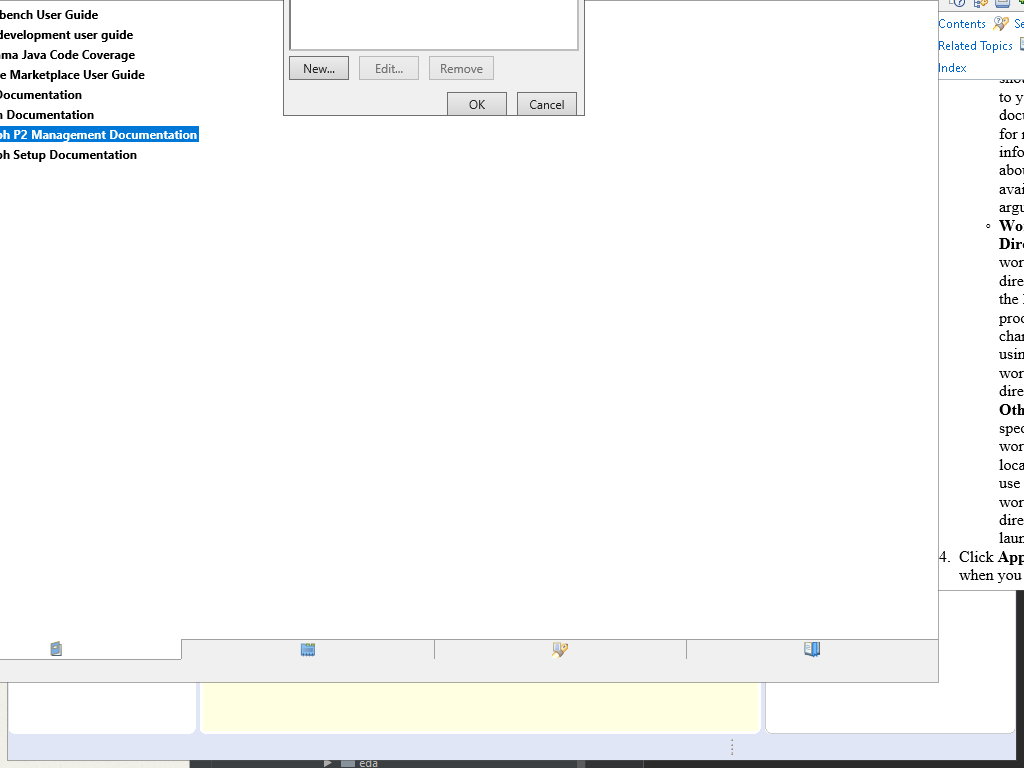 bench User Guide
development user guide
ma Java Code Coverage
e Marketplace User Guide
Documentation
n Documentation
ph P2 Management Documentation
ph Setup Documentation
New...
Edit...
Remove
OK
Cancel
Contents
Se
Related Topics
Index
to y
docu
for
info
abou
avai
argu
Wor
Dire
wor
dire
the
proc
char
usin
wor
dire
Oth
spec
wor
loca
use
wor
dire
laun
4. Click App
when you
eda